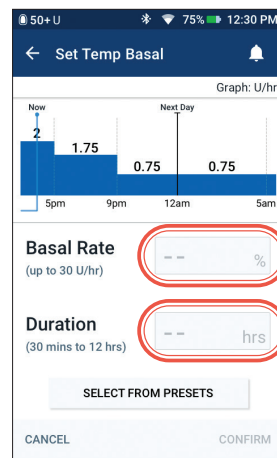 50+ U 75% 12:30 PM
Set Temp Basal
Graph: U/hr
Now Next Day
2
1.75
0.75 0.75
5pm 9pm 12am 5am
Basal Rate
(up to 30 U/hr)
-- %
Duration
(30 mins to 12 hrs)
-- hrs
SELECT FROM PRESETS
CANCEL CONFIRM